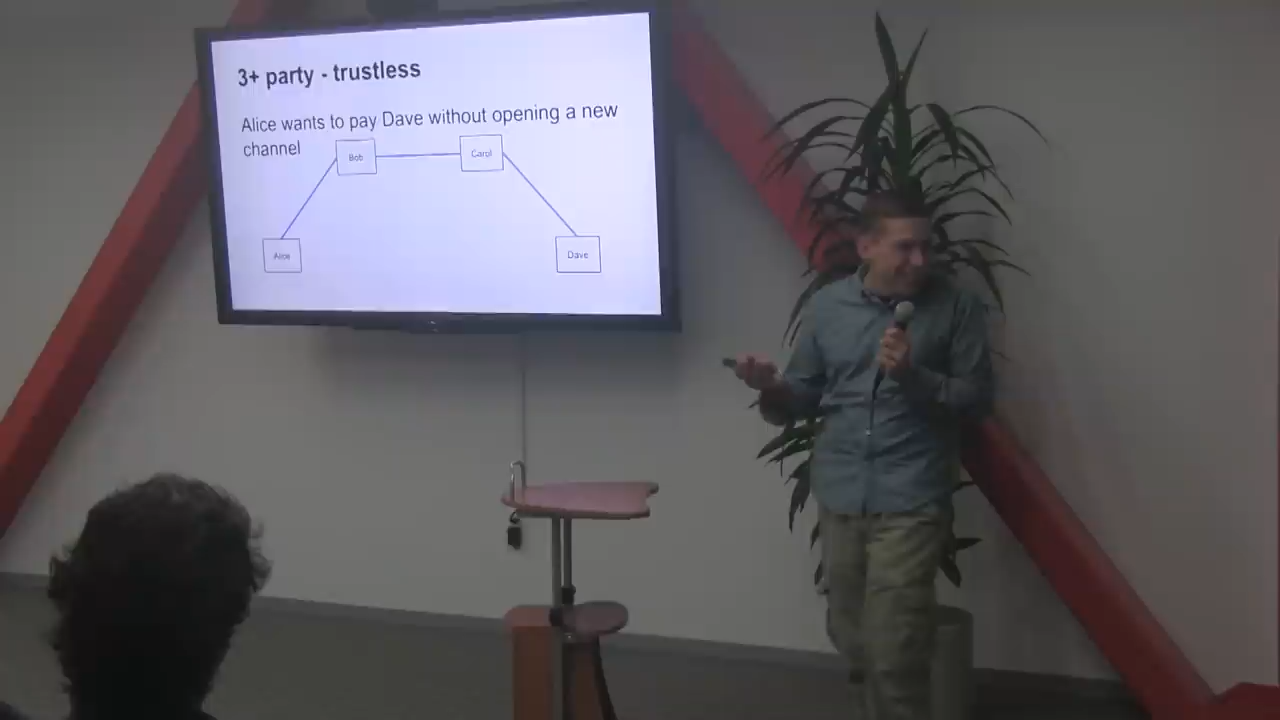 3+ party - trustless
Alice wants to pay Dave without opening a new
channel
Bob
Carol
Alice
Dave